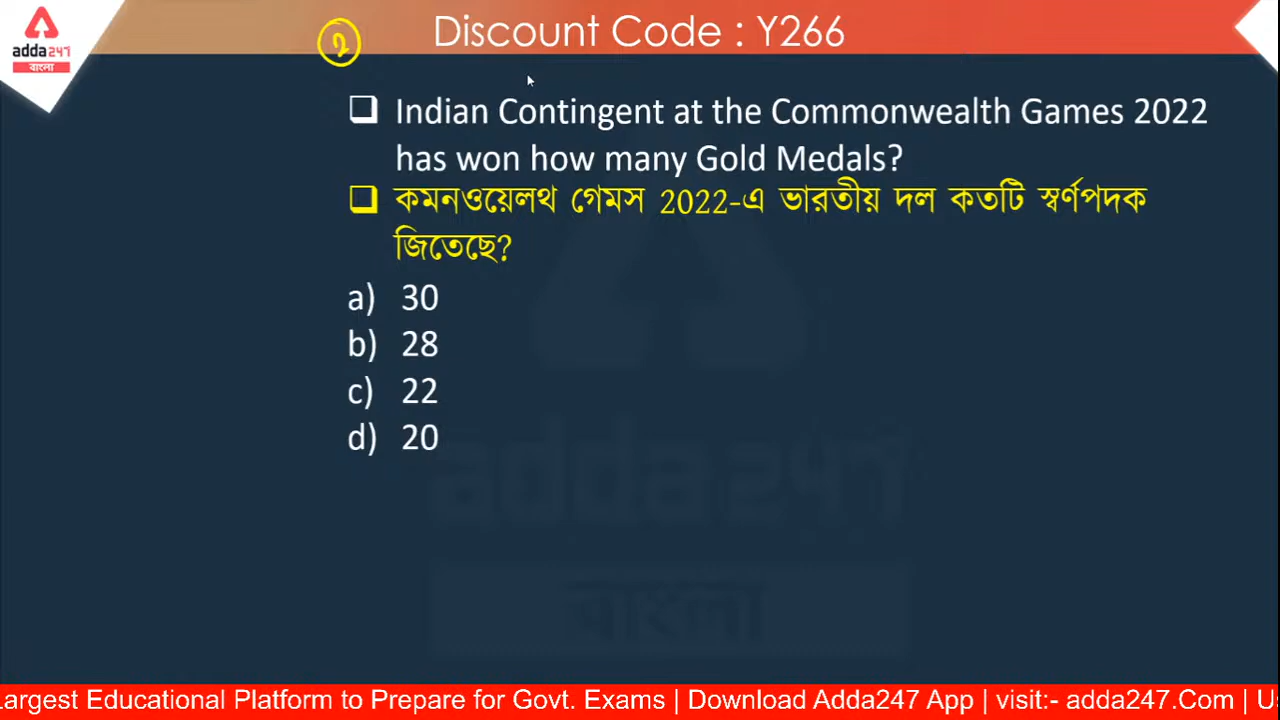 Discount Code : Y266
adda247
বাংলা
২
Indian Contingent at the Commonwealth Games 2022
has won how many Gold Medals?
কমনওয়েলথ গেমস 2022-এ ভারতীয় দল কতটি স্বর্ণপদক
জিতেছে?
a) 30
b) 28
c) 22
d) 20
adda247
বাংলা
Largest Educational Platform to Prepare for Govt. Exams | Download Adda247 App | visit:- adda247.Com | U